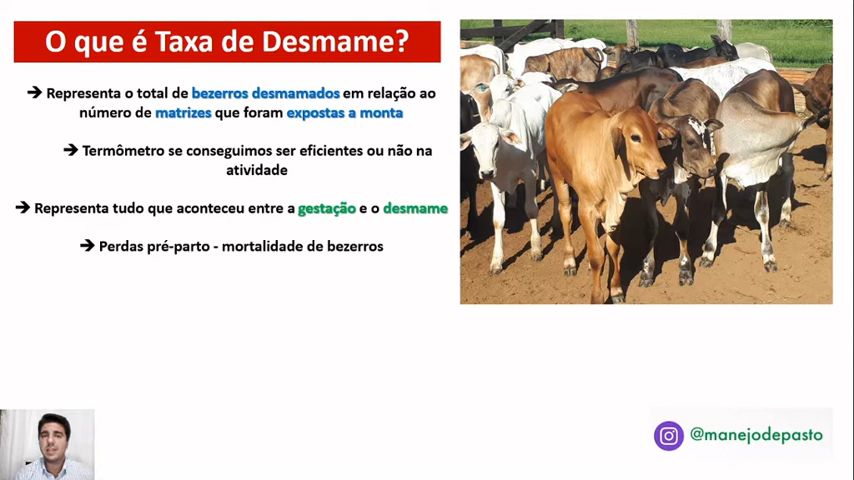 O que é Taxa de Desmame?
➔ Representa o total de bezerros desmamados em relação ao
número de matrizes que foram expostas a monta
➔ Termômetro se conseguimos ser eficientes ou não na
atividade
➔ Representa tudo que aconteceu entre a gestação e o desmame
➔ Perdas pré-parto - mortalidade de bezerros
@manejodepasto